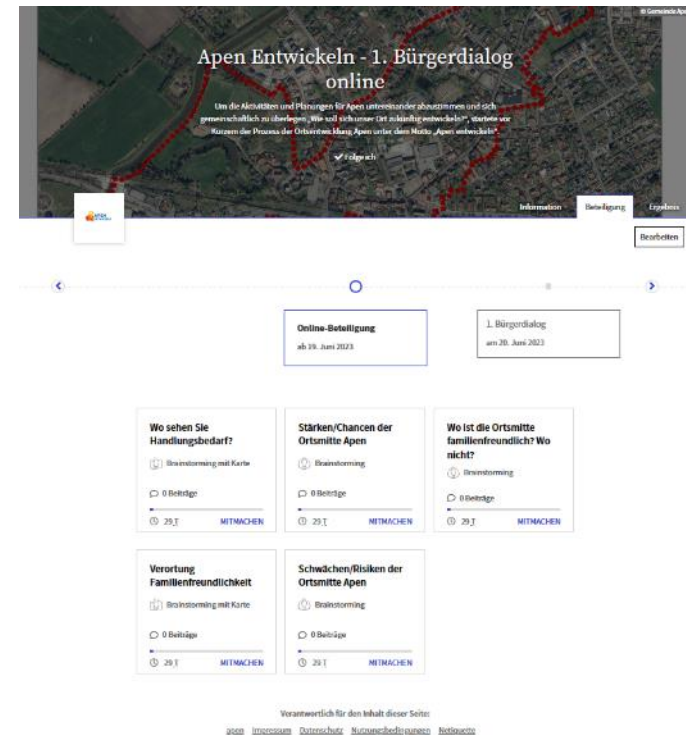 © Gemeinde Ape
Apen Entwickeln - 1. Bürgerdialog
online
Um die Aktivitäten und Planungen für Apen untereinander abzustimmen und sich
gemeinschaftlich zu überlegen „Wie soll sich unser Ort zukünftig entwickeln?“, startete vor
Kurzem der Prozess der Ortsentwicklung Apen unter dem Motto „Apen entwickeln“.
Folge ich
Information Beteiligung Ergebnis
APEN
Bearbeiten
Online-Beteiligung
ab 19. Juni 2023
1. Bürgerdialog
am 20. Juni 2023
Wo sehen Sie
Handlungsbedarf?
Brainstorming mit Karte
0 Beiträge
29 T MITMACHEN
Stärken/Chancen der
Ortsmitte Apen
Brainstorming
0 Beiträge
29 T MITMACHEN
Wo ist die Ortsmitte
familienfreundlich? Wo
nicht?
Brainstorming
0 Beiträge
29 T MITMACHEN
Verortung
Familienfreundlichkeit
Brainstorming mit Karte
0 Beiträge
29 T MITMACHEN
Schwächen/Risiken der
Ortsmitte Apen
Brainstorming
0 Beiträge
29 T MITMACHEN
Verantwortlich für den Inhalt dieser Seite:
apen Impressum Datenschutz Nutzungsbedingungen Netiquette